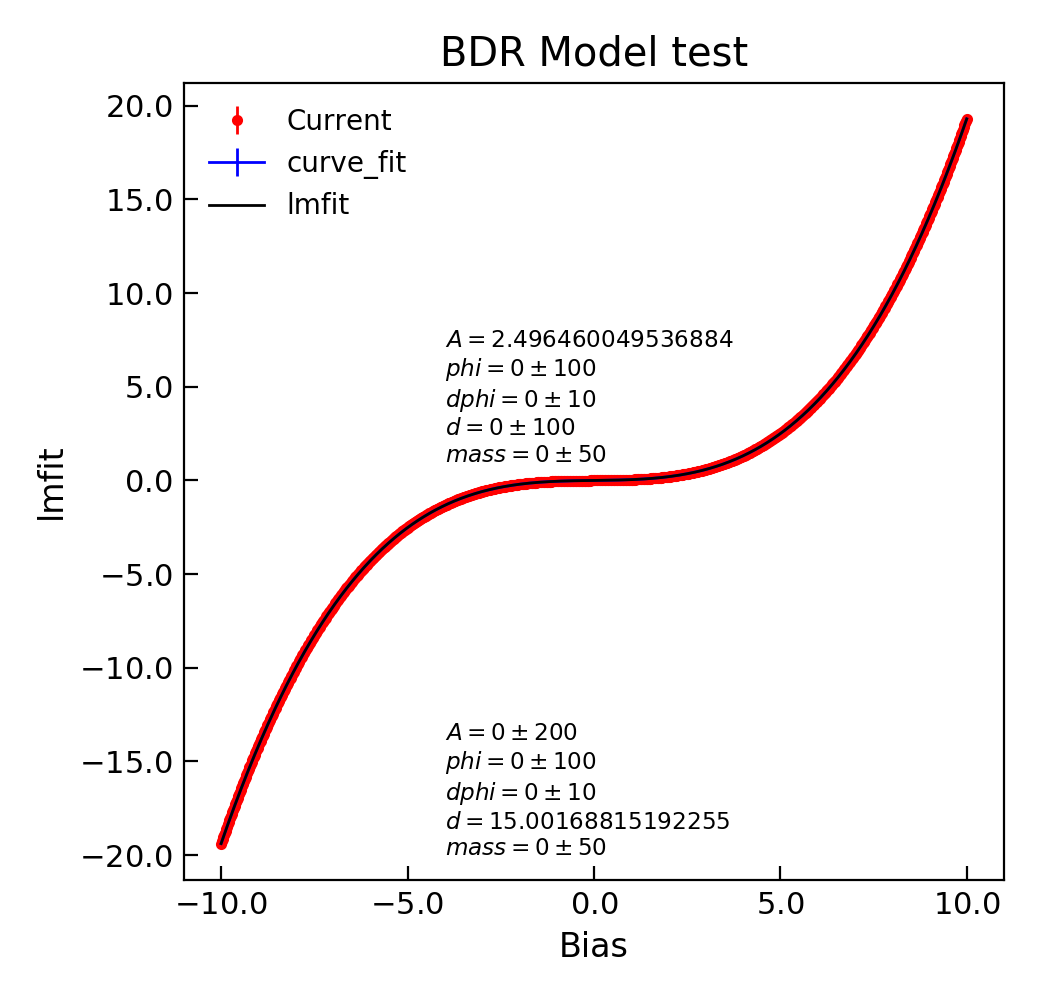 BDR Model test
20.0
15.0
10.0
5.0
0.0
−5.0
−10.0
−15.0
−20.0
lmfit
Current
curve_fit
lmfit
A = 2.496460049536884
phi = 0 ± 100
dphi = 0 ± 10
d = 0 ± 100
mass = 0 ± 50
A = 0 ± 200
phi = 0 ± 100
dphi = 0 ± 10
d = 15.00168815192255
mass = 0 ± 50
−10.0
−5.0
0.0
5.0
10.0
Bias